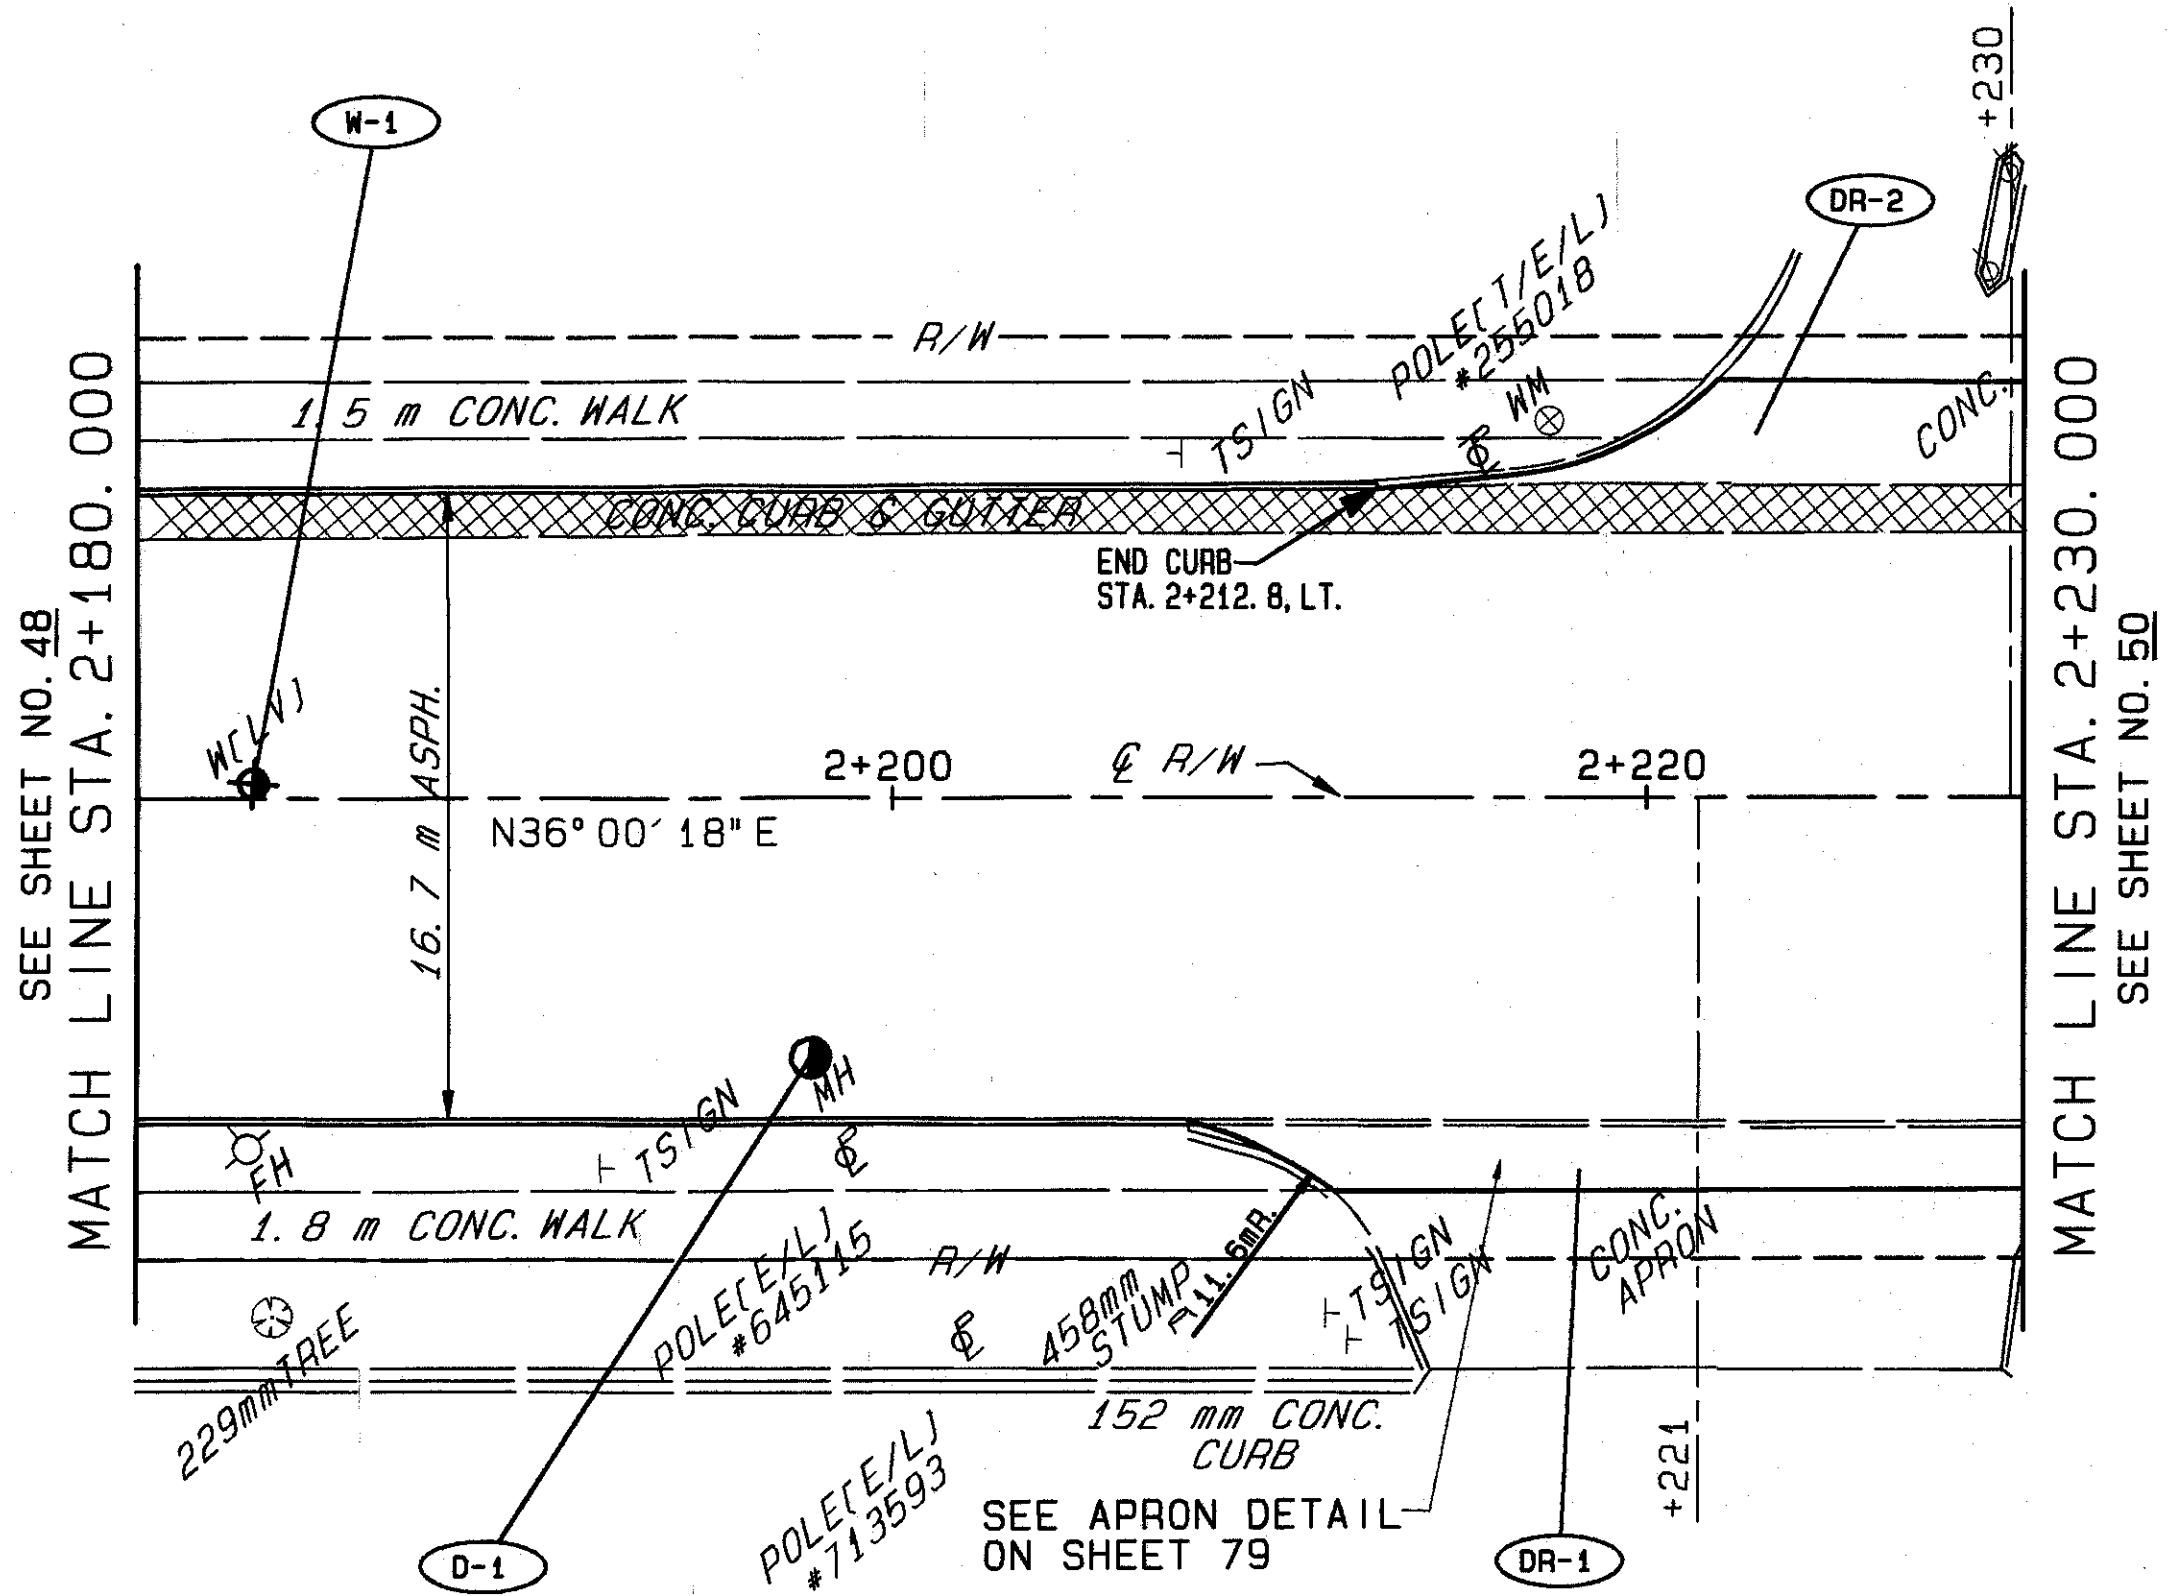 +230
W-1
DR-2
POLE[T/E/L]
#255018
R/W
1.5 m CONC. WALK
TSIGN
WM
CONC.
CONC. CURB & GUTTER
END CURB
STA. 2+212.8, LT.
SEE SHEET NO. 48
MATCH LINE STA. 2+180.000
MATCH LINE STA. 2+230.000
SEE SHEET NO. 50
W[LV]
16.7 m ASPH.
2+200
℄ R/W
2+220
N36°00′18"E
MH
TSIGN
FH
1.8 m CONC. WALK
POLE[E/L]
#645115
R/W
458mm
STUMP
11.6mR.
TSIGN
TSIGN
CONC.
APRON
229mmTREE
152 mm CONC.
CURB
POLE[E/L]
#713593
+221
SEE APRON DETAIL
ON SHEET 79
D-1
DR-1